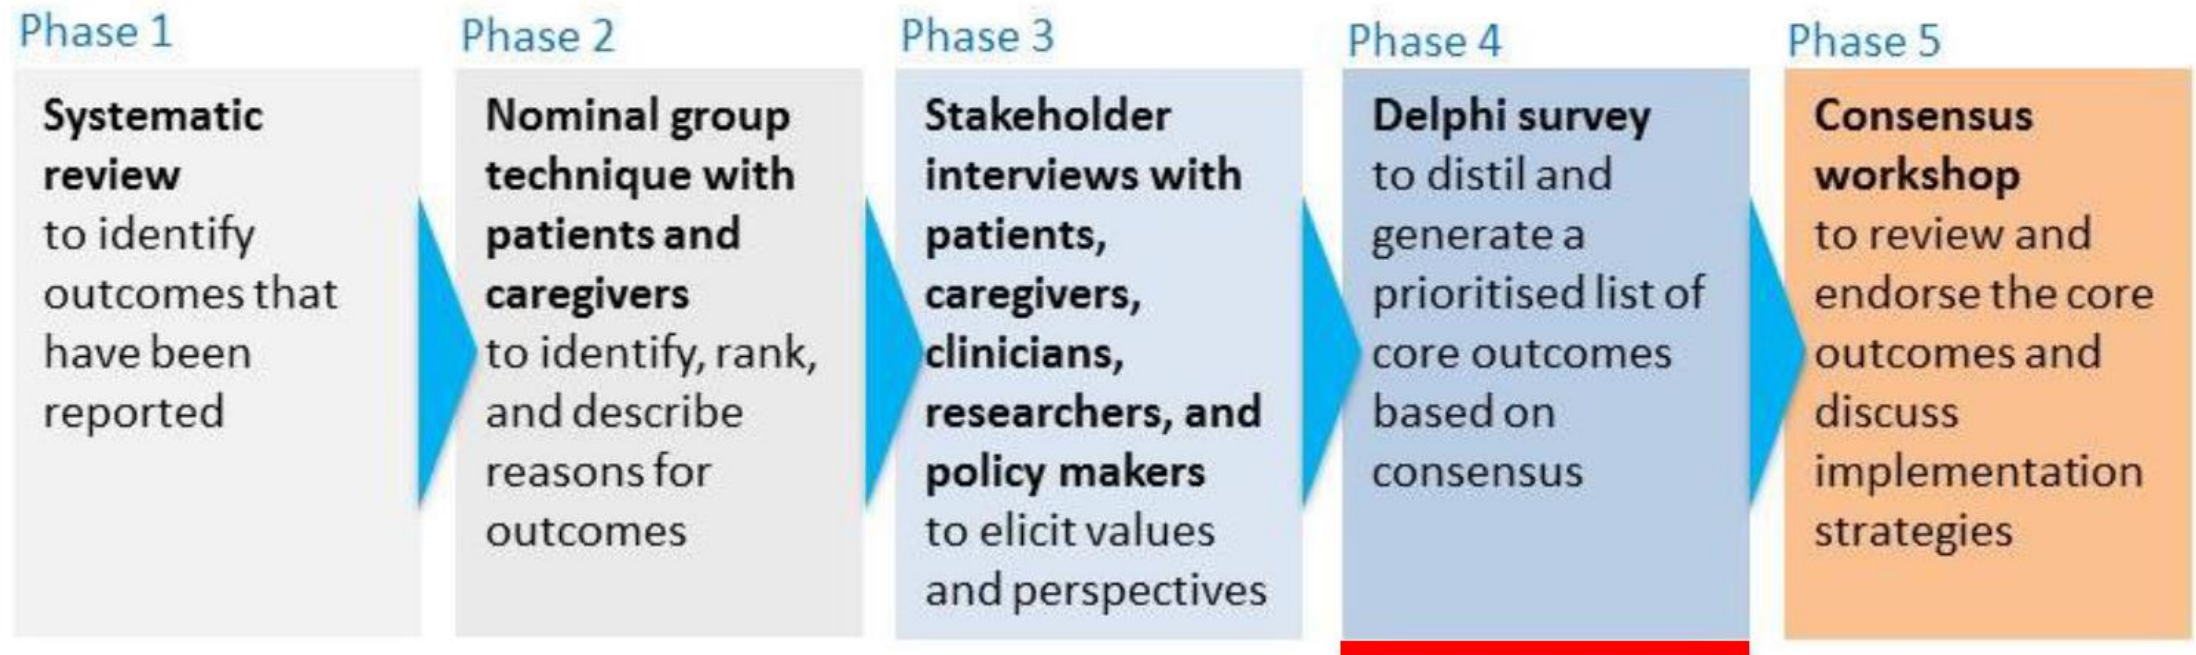 Phase 1
Systematic
review
to identify
outcomes that
have been
reported
Phase 2
Nominal group
technique with
patients and
caregivers
to identify, rank,
and describe
reasons for
outcomes
Phase 3
Stakeholder
interviews with
patients,
caregivers,
clinicians,
researchers, and
policy makers
to elicit values
and perspectives
Phase 4
Delphi survey
to distil and
generate a
prioritised list of
core outcomes
based on
consensus
Phase 5
Consensus
workshop
to review and
endorse the core
outcomes and
discuss
implementation
strategies